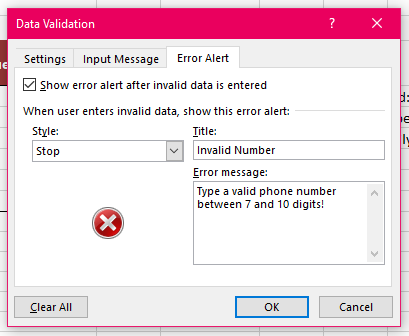 Data Validation
Settings
Input Message
Error Alert
Show error alert after invalid data is entered
When user enters invalid data, show this error alert:
Style:
Title:
Stop
Invalid Number
Error message:
Type a valid phone number
between 7 and 10 digits!
Clear All
OK
Cancel